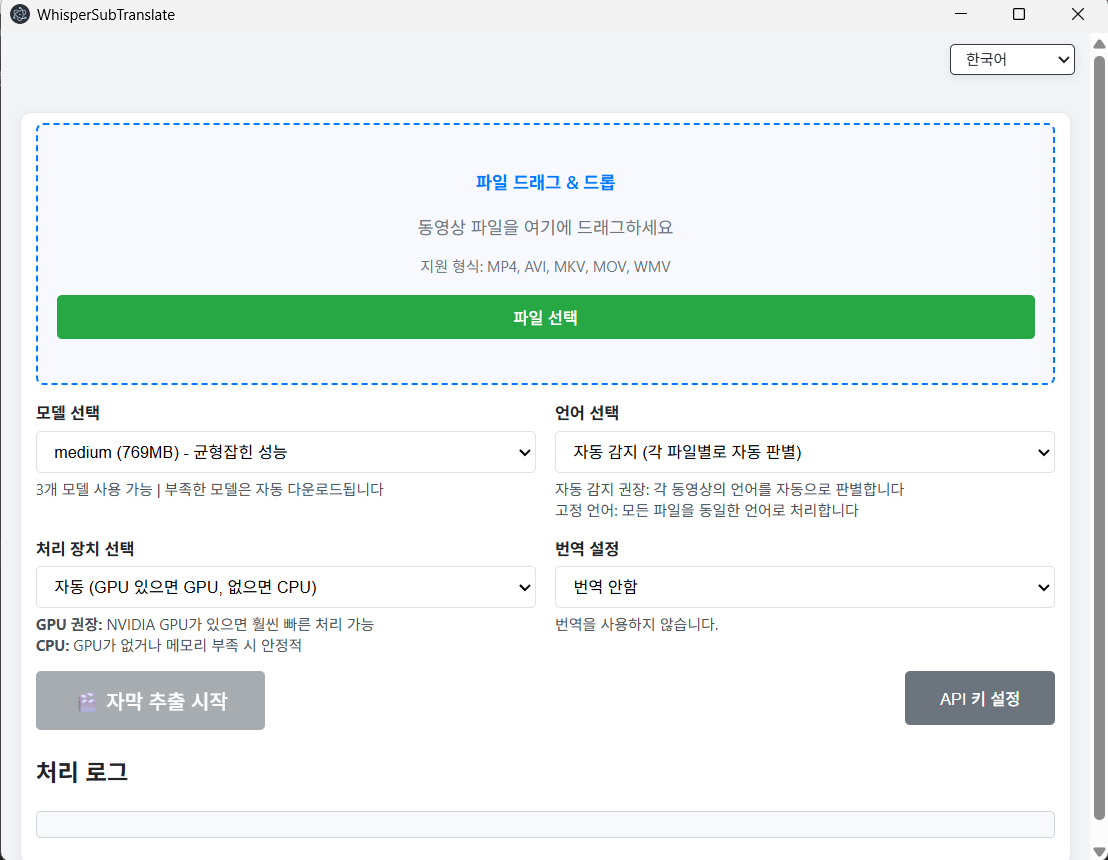 WhisperSubTranslate
한국어
파일 드래그 & 드롭
동영상 파일을 여기에 드래그하세요
지원 형식: MP4, AVI, MKV, MOV, WMV
파일 선택
모델 선택
medium (769MB) - 균형잡힌 성능
3개 모델 사용 가능 | 부족한 모델은 자동 다운로드됩니다
언어 선택
자동 감지 (각 파일별로 자동 판별)
자동 감지 권장: 각 동영상의 언어를 자동으로 판별합니다
고정 언어: 모든 파일을 동일한 언어로 처리합니다
처리 장치 선택
자동 (GPU 있으면 GPU, 없으면 CPU)
GPU 권장: NVIDIA GPU가 있으면 훨씬 빠른 처리 가능
CPU: GPU가 없거나 메모리 부족 시 안정적
번역 설정
번역 안함
번역을 사용하지 않습니다.
자막 추출 시작
API 키 설정
처리 로그